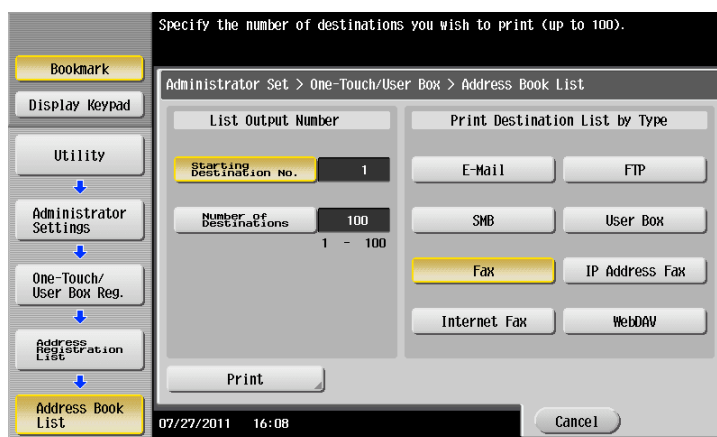 Specify the number of destinations you wish to print (up to 100).
Bookmark
Display Keypad
Utility
Administrator
Settings
One-Touch/
User Box Reg.
Address
Registration
List
Address Book
List
Administrator Set > One-Touch/User Box > Address Book List
List Output Number
Starting
Destination No.
1
Number of
Destinations
100
1 - 100
Print Destination List by Type
E-Mail
FTP
SMB
User Box
Fax
IP Address Fax
Internet Fax
WebDAV
Print
07/27/2011 16:08
Cancel